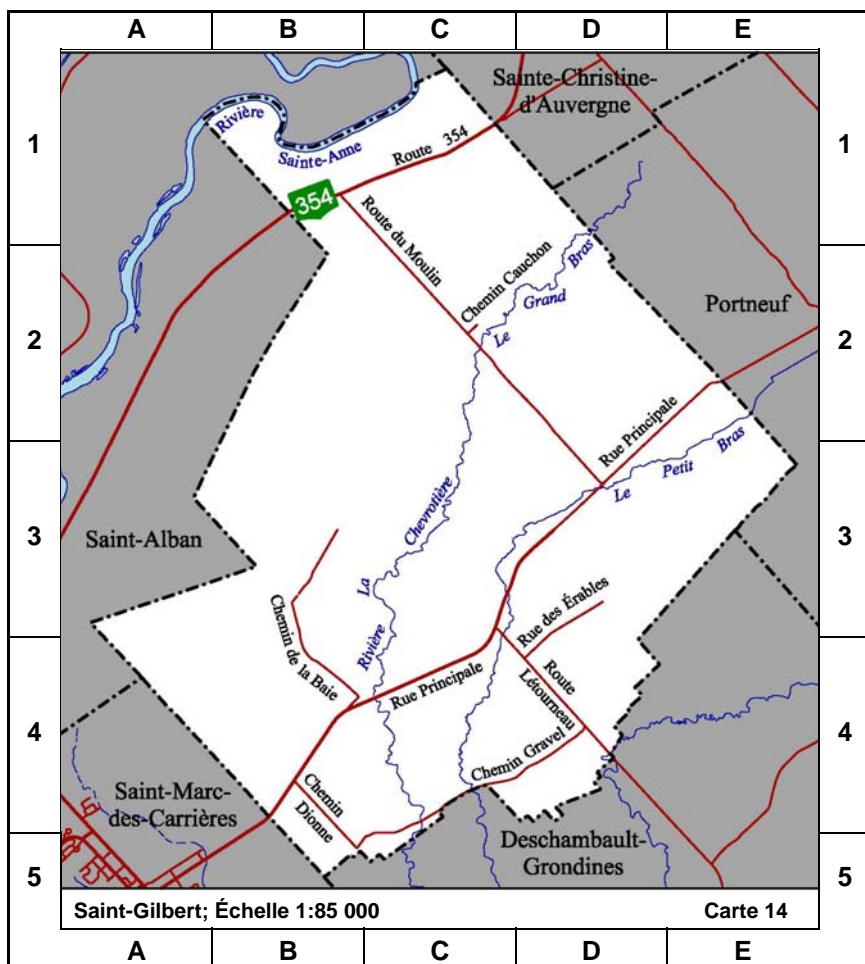 A B C D E
Sainte-Christine-
d'Auvergne
1 1
Rivière
Sainte-Anne
Route 354
354
Route du Moulin
Chemin Cauchon
Le Grand Bras
Portneuf
2 2
Rue Principale
Le Petit Bras
Rivière La Chevrotière
3 3
Saint-Alban
Chemin de la Baie
Rue des Érables
Rue Principale
Route
Létourneau
4 4
Chemin Gravel
Chemin
Dionne
Saint-Marc-
des-Carrières
Deschambault-
Grondines
5 5
Saint-Gilbert; Échelle 1:85 000 Carte 14
A B C D E